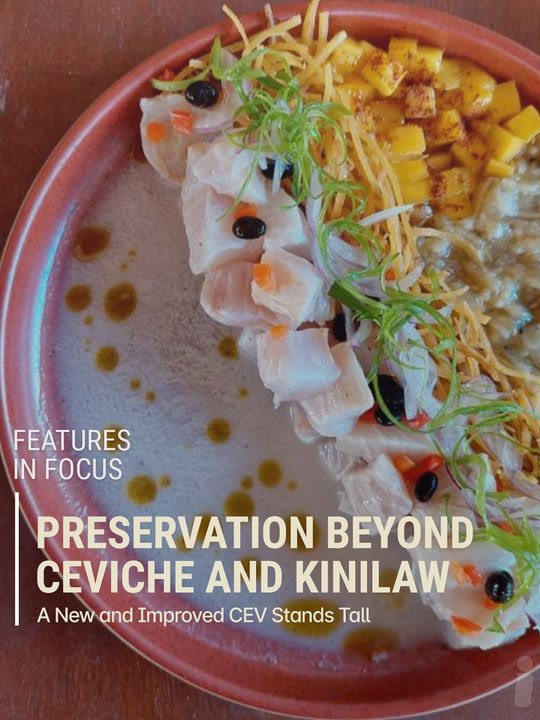 FEATURES
IN FOCUS
PRESERVATION BEYOND
CEVICHE AND KINILAW
A New and Improved CEV Stands Tall
i